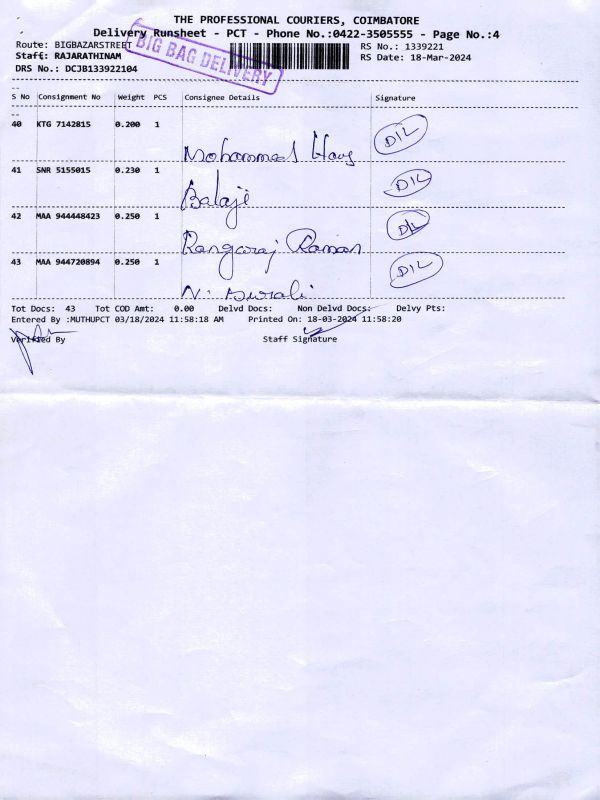 THE PROFESSIONAL COURIERS, COIMBATORE
Delivery Runsheet - PCT - Phone No.:0422-3505555 - Page No.:4
Route: BIGBAZARSTREET
BIG BAG DELIVERY
RS No.: 1339221
Staff: RAJARATHINAM
RS Date: 18-Mar-2024
DRS No.: DCJB133922104
S No Consignment No Weight PCS Consignee Details Signature
40 KTG 7142815 0.200 1 Mohammed DIL
41 SNR 5155015 0.230 1 Balaji DIL
42 MAA 944448423 0.250 1 Rangaraj Raman DIL
43 MAA 944720894 0.250 1 N. DIL
Tot Docs: 43 Tot COD Amt: 0.00 Delvd Docs: Non Delvd Docs: Delvy Pts:
Entered By :MUTHUPCT 03/18/2024 11:58:18 AM Printed On: 18-03-2024 11:58:20
Verified By Staff Signature